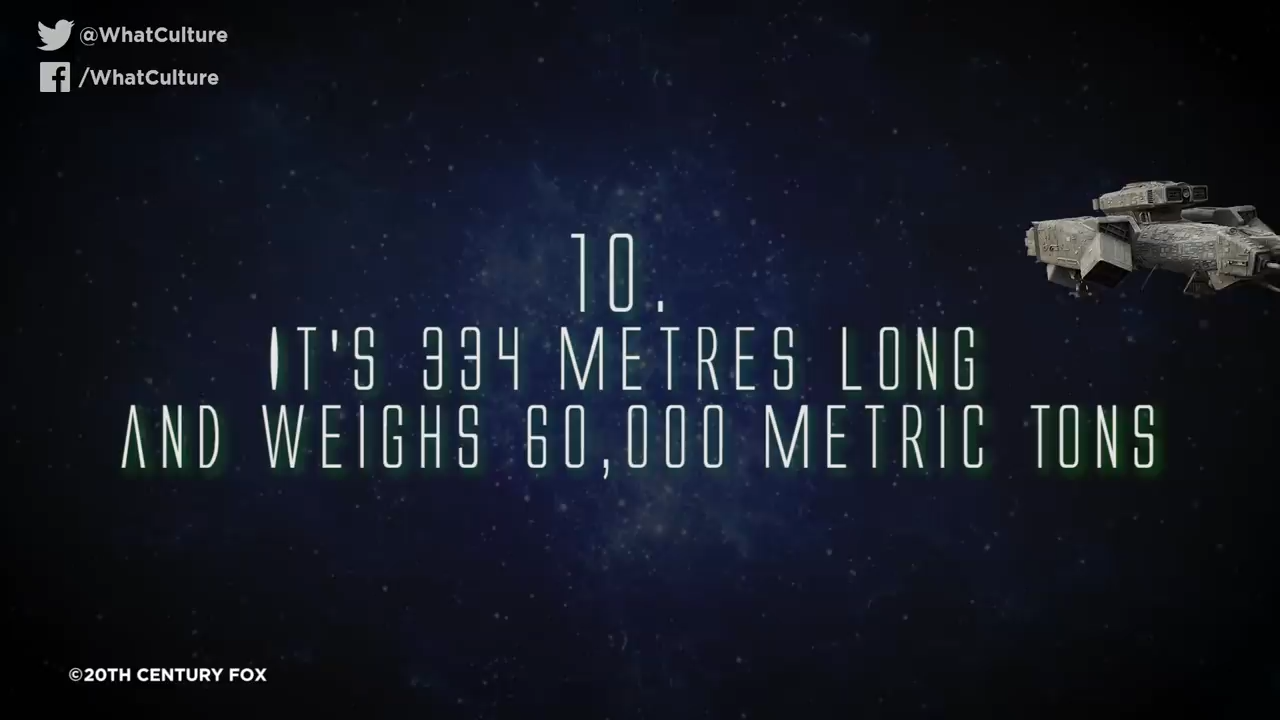 @WhatCulture
/WhatCulture
10.
IT'S 334 METRES LONG
AND WEIGHS 60,000 METRIC TONS
©20TH CENTURY FOX